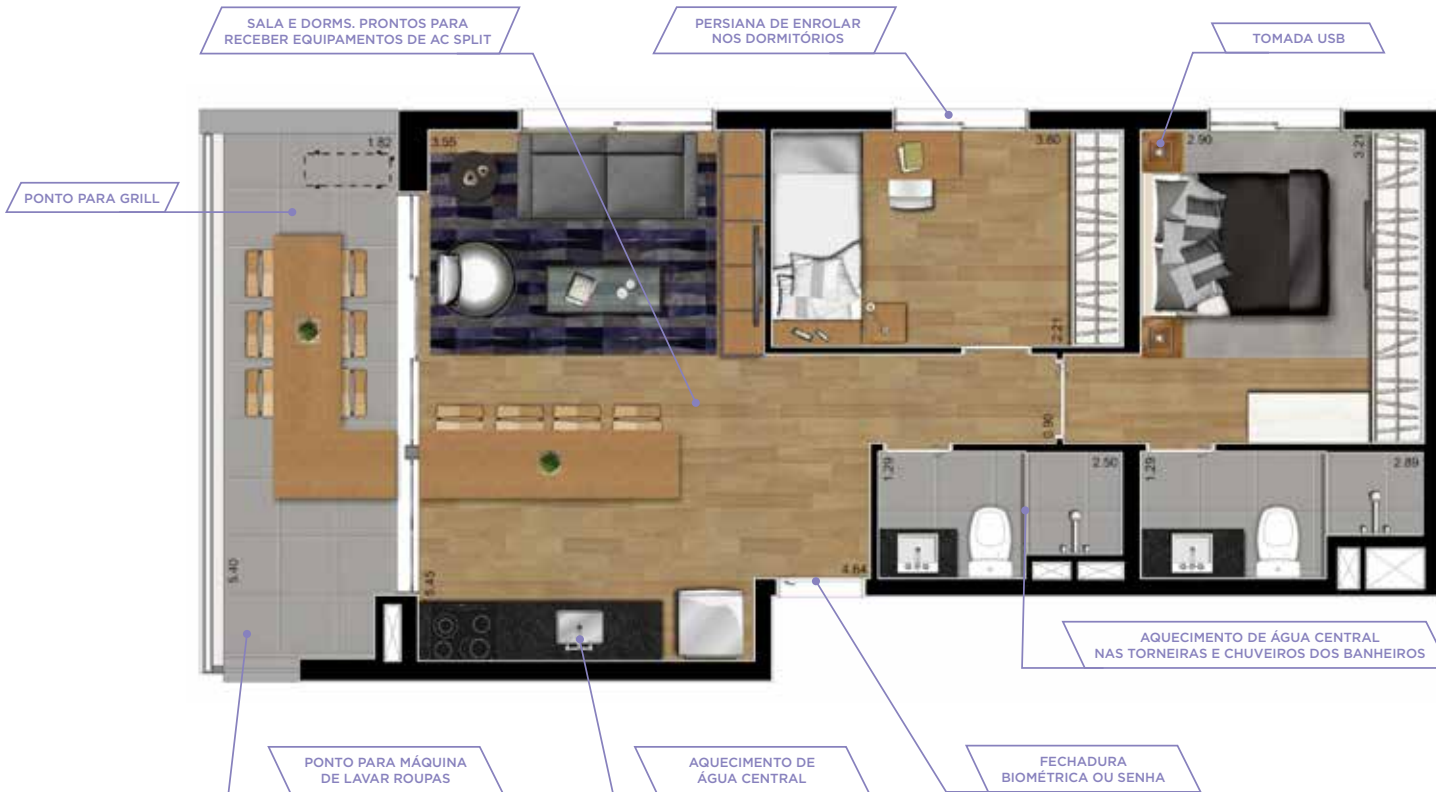 SALA E DORMS. PRONTOS PARA
RECEBER EQUIPAMENTOS DE AC SPLIT
PERSIANA DE ENROLAR
NOS DORMITÓRIOS
TOMADA USB
PONTO PARA GRILL
1.82
3.55
3.60
2.90
3.21
2.21
0.90
1.29
2.50
1.29
2.89
5.40
5.45
4.64
AQUECIMENTO DE ÁGUA CENTRAL
NAS TORNEIRAS E CHUVEIROS DOS BANHEIROS
PONTO PARA MÁQUINA
DE LAVAR ROUPAS
AQUECIMENTO DE
ÁGUA CENTRAL
FECHADURA
BIOMÉTRICA OU SENHA